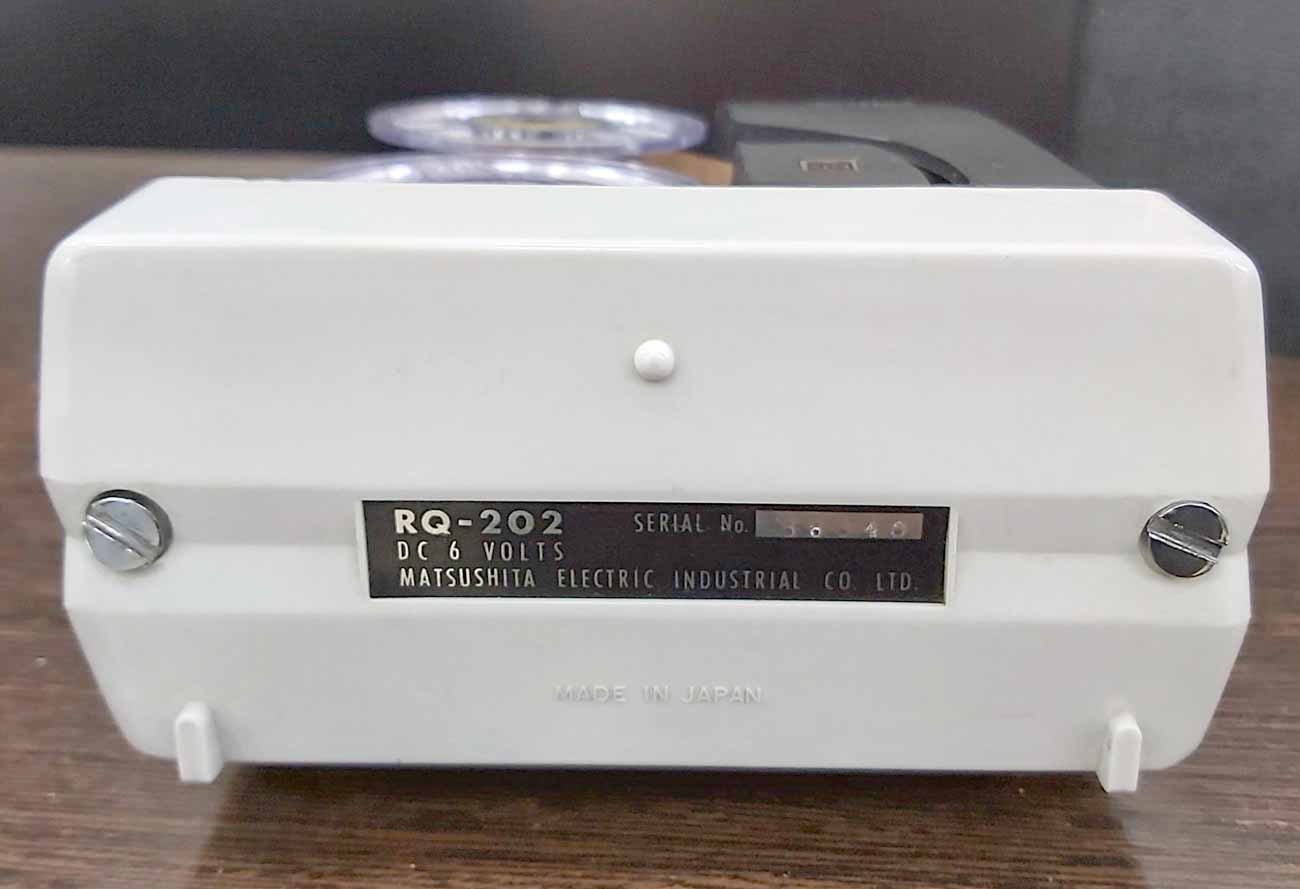 RQ-202 SERIAL No.
DC 6 VOLTS
MATSUSHITA ELECTRIC INDUSTRIAL CO. LTD.
MADE IN JAPAN